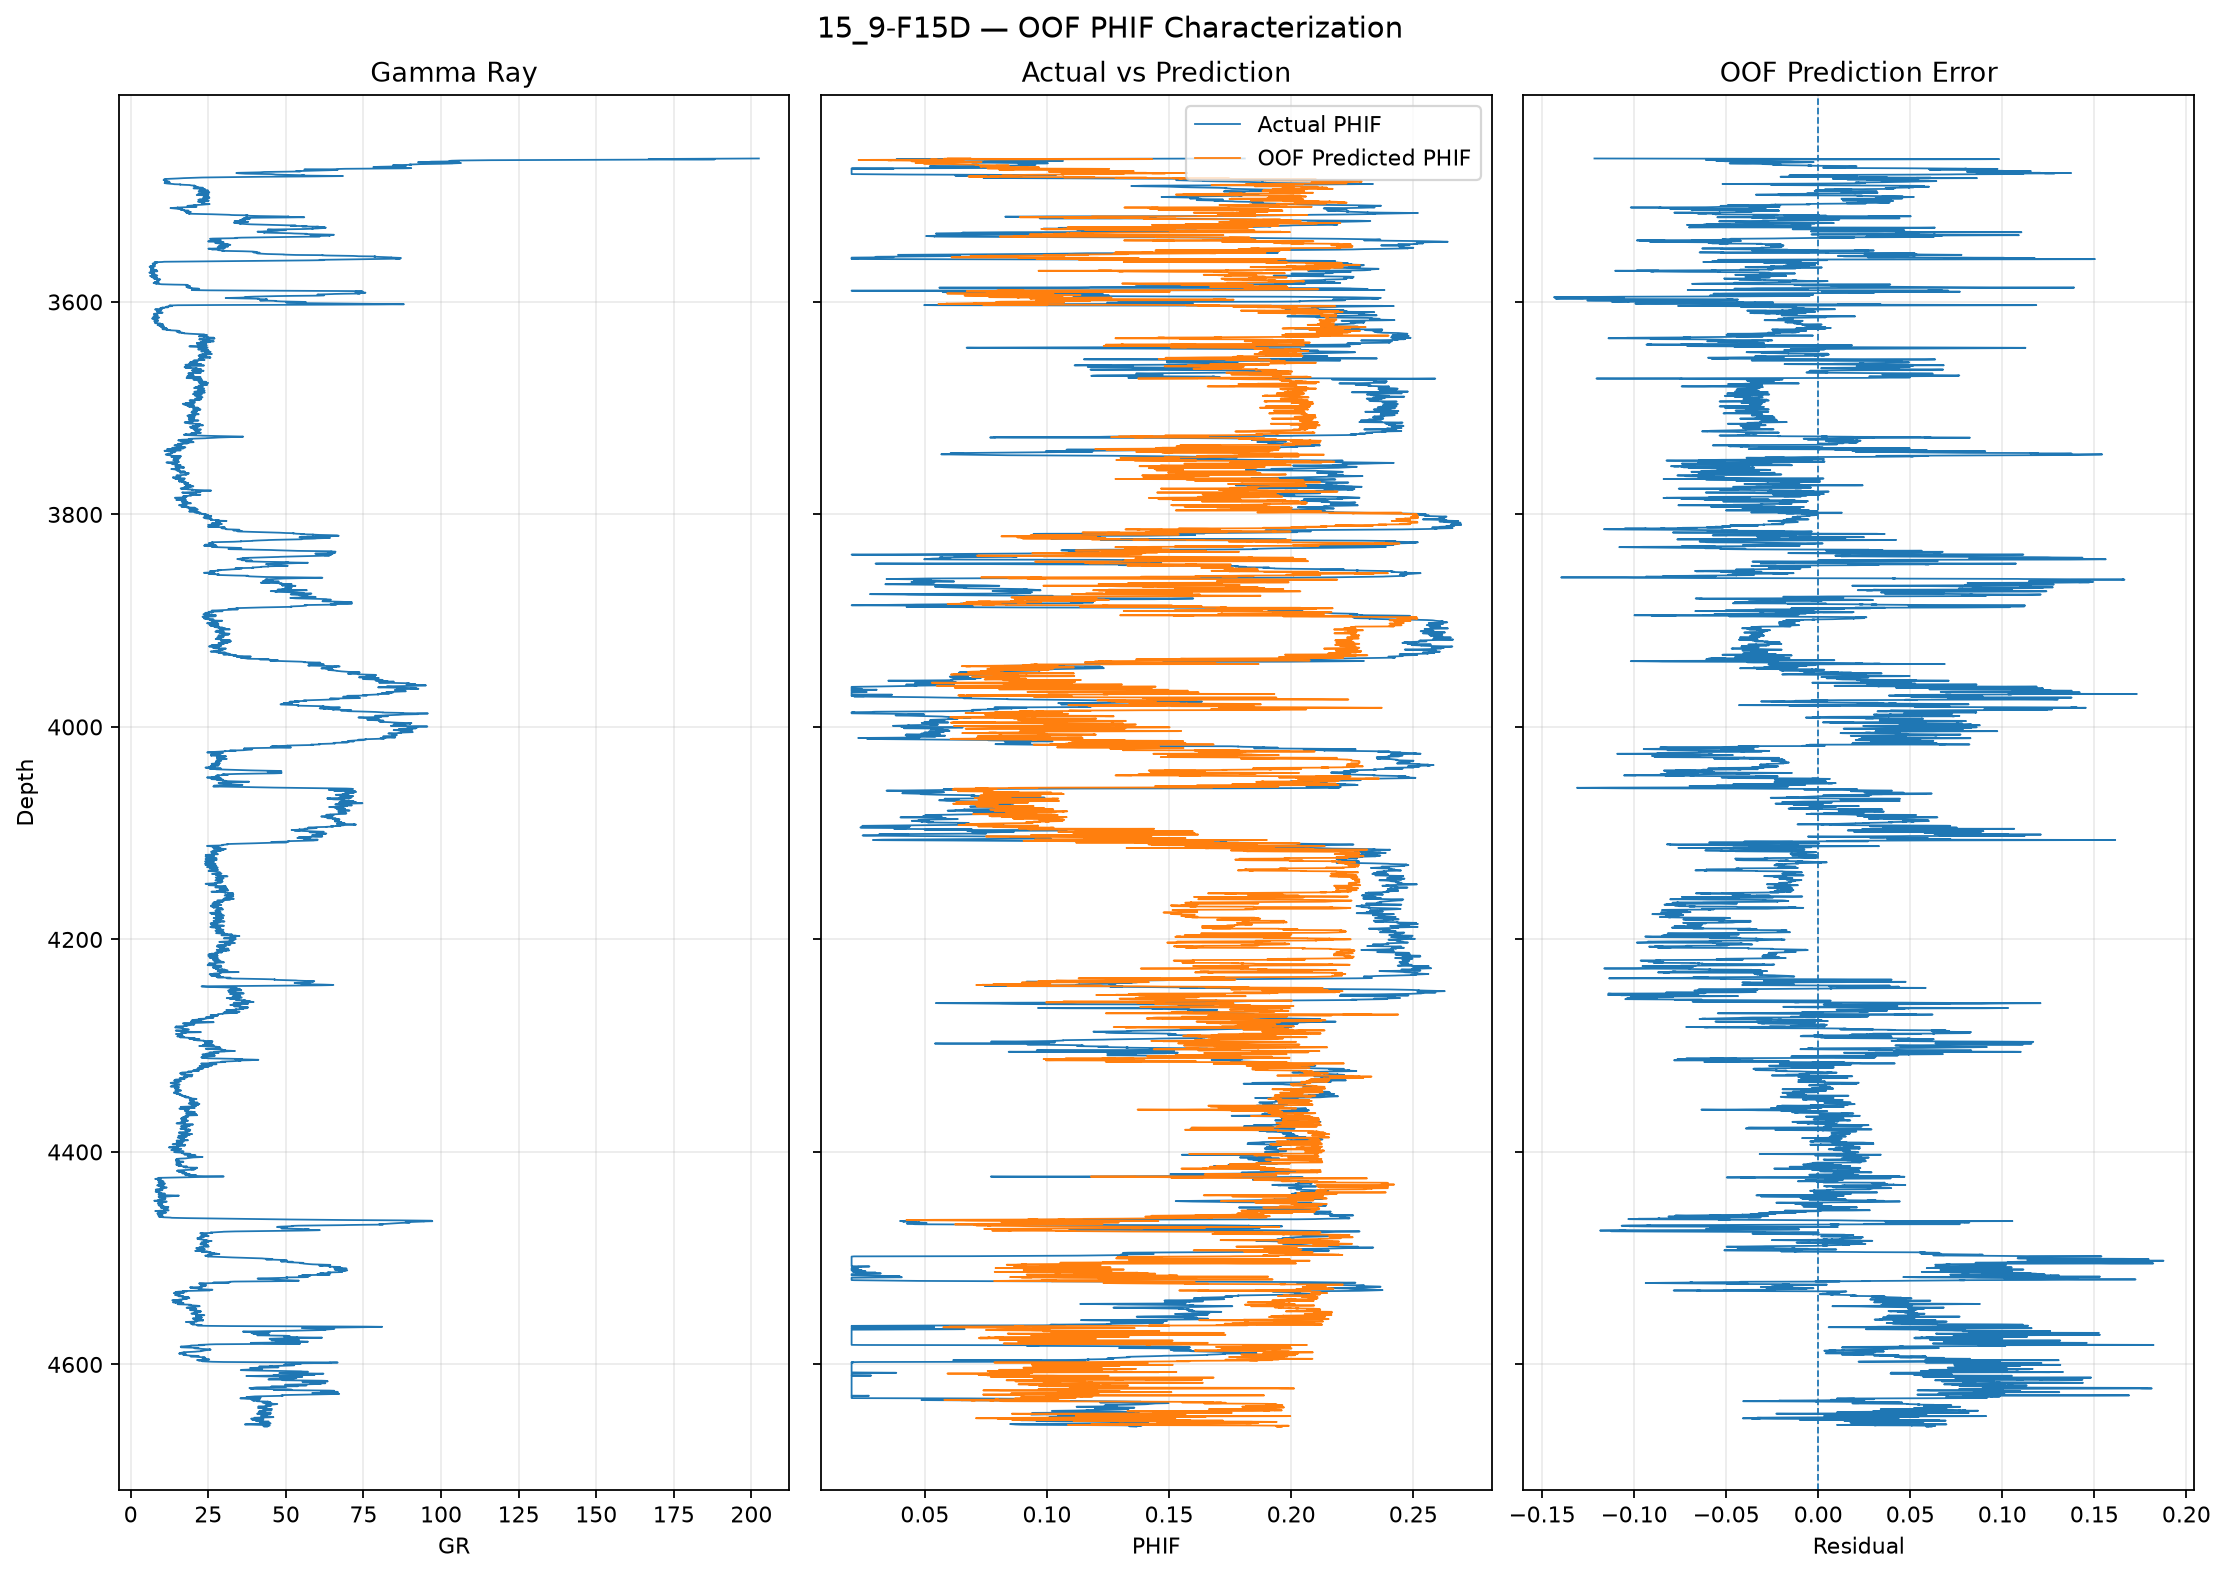 15_9-F15D — OOF PHIF Characterization
Gamma Ray
Actual vs Prediction
OOF Prediction Error
Actual PHIF
OOF Predicted PHIF
Depth
3600
3800
4000
4200
4400
4600
0 25 50 75 100 125 150 175 200
GR
0.05 0.10 0.15 0.20 0.25
PHIF
−0.15 −0.10 −0.05 0.00 0.05 0.10 0.15 0.20
Residual